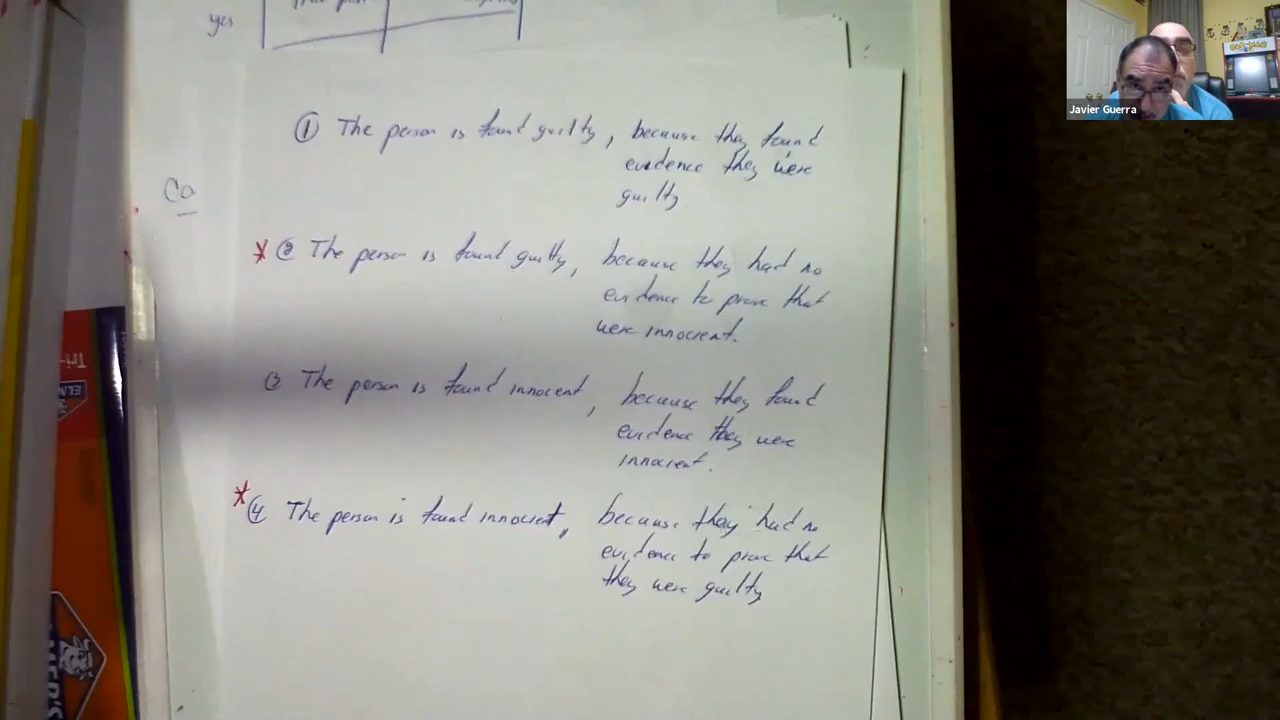 yes
① The person is found guilty, because they found
evidence they were
guilty
Co
* ② The person is found guilty, because they had no
evidence to prove that
were innocent.
③ The person is found innocent, because they found
evidence they were
innocent.
* ④ The person is found innocent, because they had no
evidence to prove that
they were guilty
Javier Guerra
Tri-
ELM
MER'S